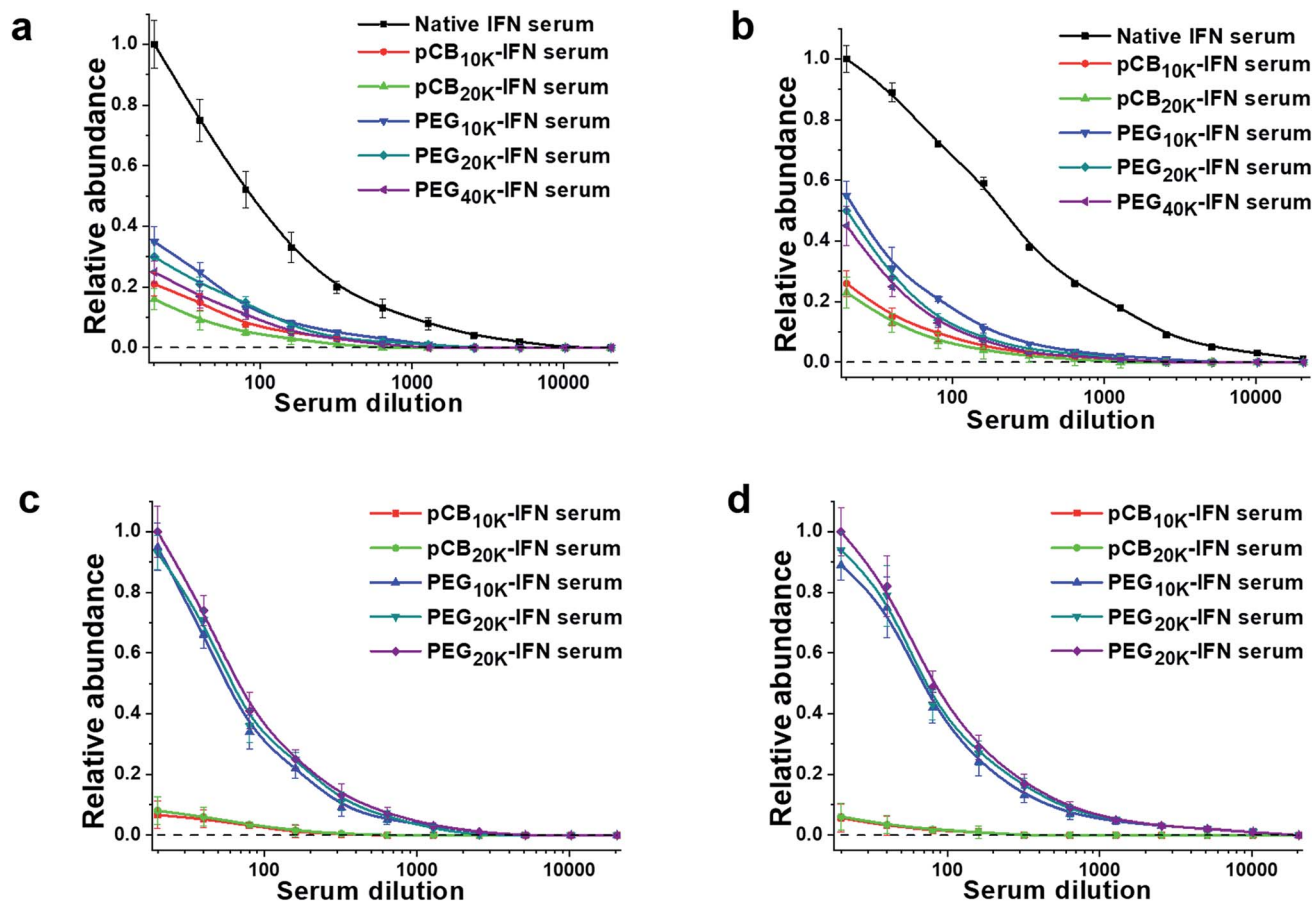 a
Native IFN serum
pCB10K-IFN serum
pCB20K-IFN serum
PEG10K-IFN serum
PEG20K-IFN serum
PEG40K-IFN serum
1.0
0.8
0.6
0.4
0.2
0.0
Relative abundance
100 1000 10000
Serum dilution
b
Native IFN serum
pCB10K-IFN serum
pCB20K-IFN serum
PEG10K-IFN serum
PEG20K-IFN serum
PEG40K-IFN serum
1.0
0.8
0.6
0.4
0.2
0.0
Relative abundance
100 1000 10000
Serum dilution
c
pCB10K-IFN serum
pCB20K-IFN serum
PEG10K-IFN serum
PEG20K-IFN serum
PEG20K-IFN serum
1.0
0.8
0.6
0.4
0.2
0.0
Relative abundance
100 1000 10000
Serum dilution
d
pCB10K-IFN serum
pCB20K-IFN serum
PEG10K-IFN serum
PEG20K-IFN serum
PEG20K-IFN serum
1.0
0.8
0.6
0.4
0.2
0.0
Relative abundance
100 1000 10000
Serum dilution